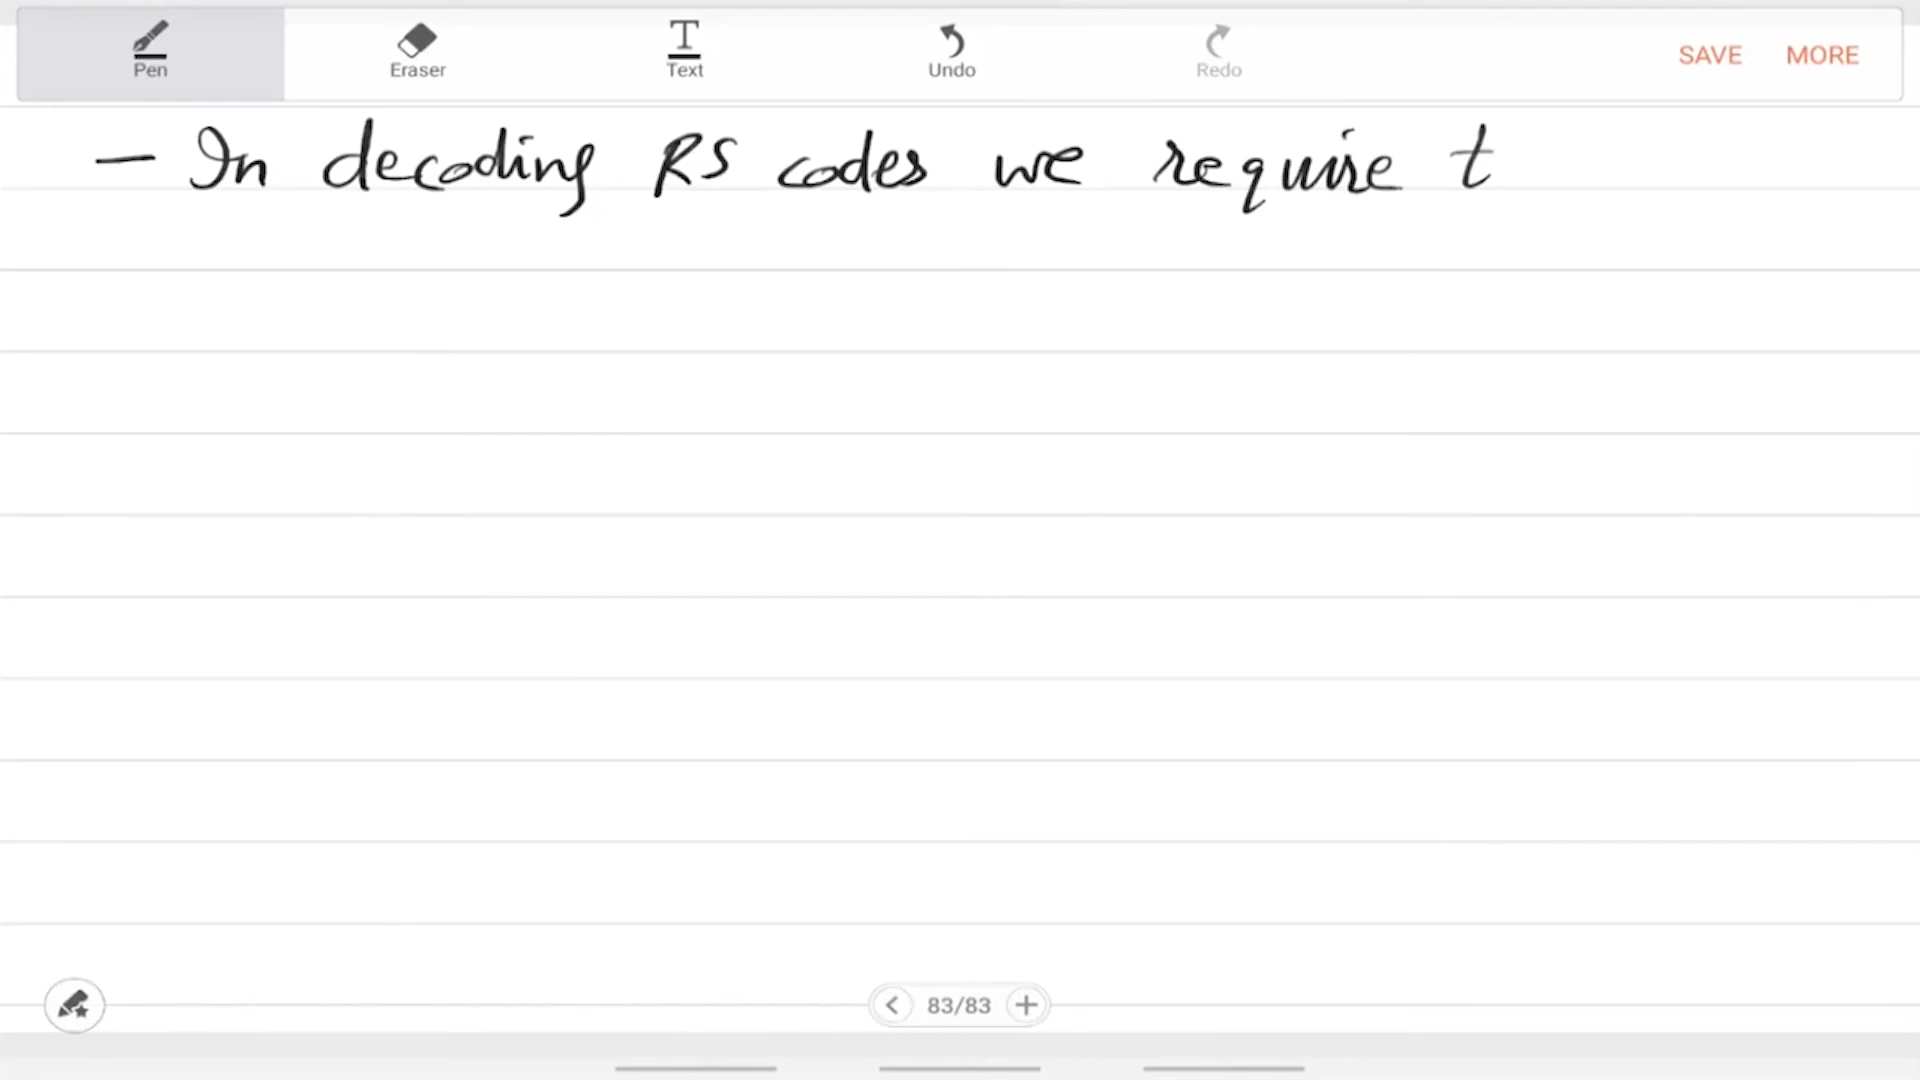 Pen
Eraser
Text
Undo
Redo
SAVE
MORE
- In decoding RS codes we require t
83/83